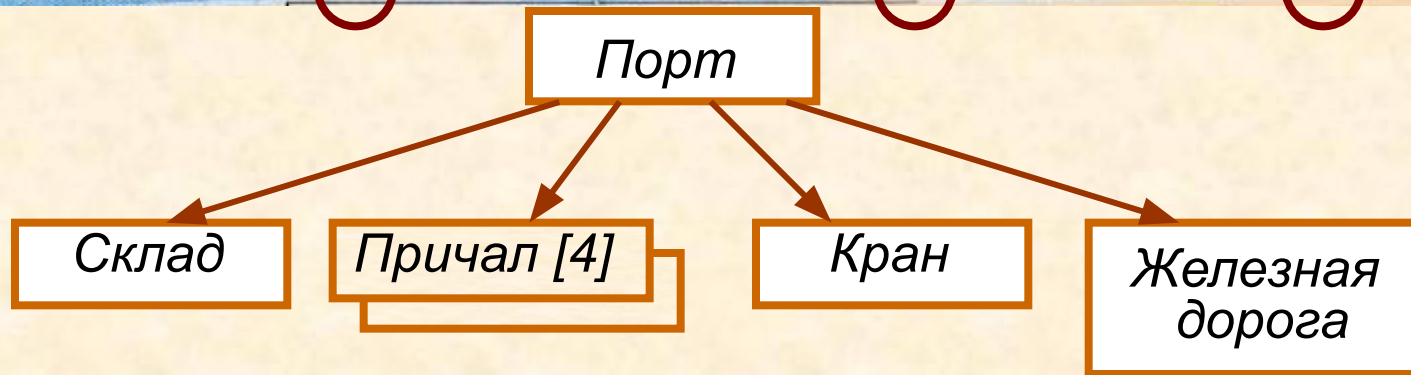 Порт
Склад
Причал [4]
Кран
Железная
дорога